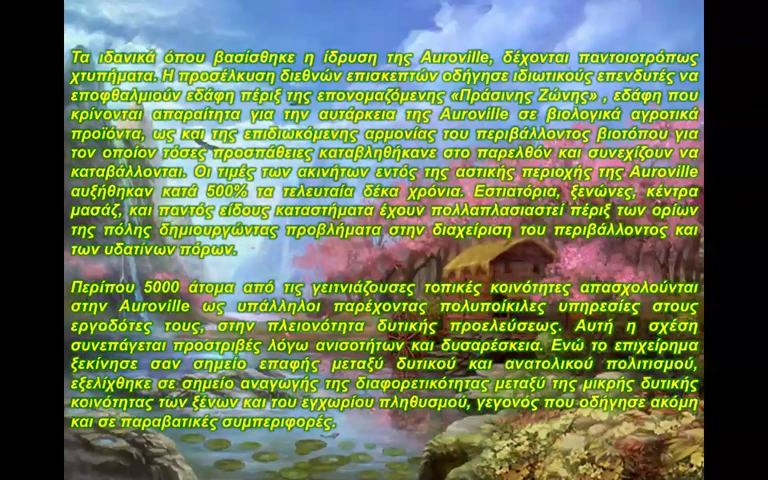 Τα ιδανικά όπου βασίσθηκε η ίδρυση της Auroville, δέχονται παντοιοτρόπως
χτυπήματα. Η προσέλκυση διεθνών επισκεπτών οδήγησε ιδιωτικούς επενδυτές να
εποφθαλμιούν εδάφη πέριξ της επονομαζόμενης «Πράσινης Ζώνης» , εδάφη που
κρίνονται απαραίτητα για την αυτάρκεια της Auroville σε βιολογικά αγροτικά
προϊόντα, ως και της επιδιωκόμενης αρμονίας του περιβάλλοντος βιοτόπου για
τον οποίον τόσες προσπάθειες καταβληθήκανε στο παρελθόν και συνεχίζουν να
καταβάλλονται. Οι τιμές των ακινήτων εντός της αστικής περιοχής της Auroville
αυξήθηκαν κατά 500% τα τελευταία δέκα χρόνια. Εστιατόρια, ξενώνες, κέντρα
μασάζ, και παντός είδους καταστήματα έχουν πολλαπλασιαστεί πέριξ των ορίων
της πόλης δημιουργώντας προβλήματα στην διαχείριση του περιβάλλοντος και
των υδατίνων πόρων.
Περίπου 5000 άτομα από τις γειτνιάζουσες τοπικές κοινότητες απασχολούνται
στην Auroville ως υπάλληλοι παρέχοντας πολυποίκιλες υπηρεσίες στους
εργοδότες τους, στην πλειονότητα δυτικής προελεύσεως. Αυτή η σχέση
συνεπάγεται προστριβές λόγω ανισοτήτων και δυσαρέσκεια. Ενώ το επιχείρημα
ξεκίνησε σαν σημείο επαφής μεταξύ δυτικού και ανατολικού πολιτισμού,
εξελίχθηκε σε σημείο αναγωγής της διαφορετικότητας μεταξύ της μικρής δυτικής
κοινότητας των ξένων και του εγχωρίου πληθυσμού, γεγονός που οδήγησε ακόμη
και σε παραβατικές συμπεριφορές.